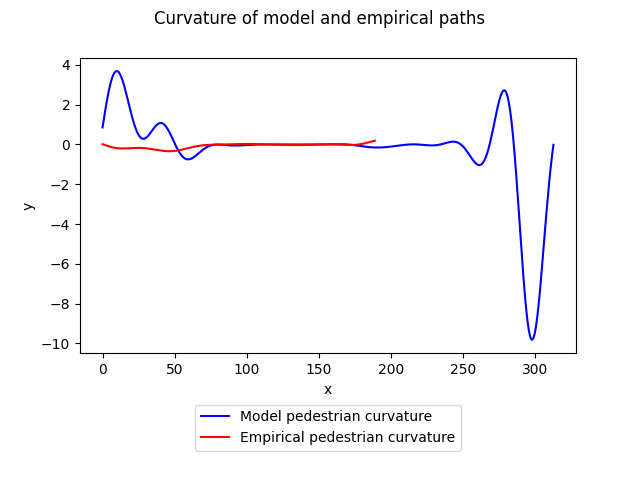 Curvature of model and empirical paths
4
2
0
−2
−4
−6
−8
−10
y
0 50 100 150 200 250 300
x
Model pedestrian curvature
Empirical pedestrian curvature